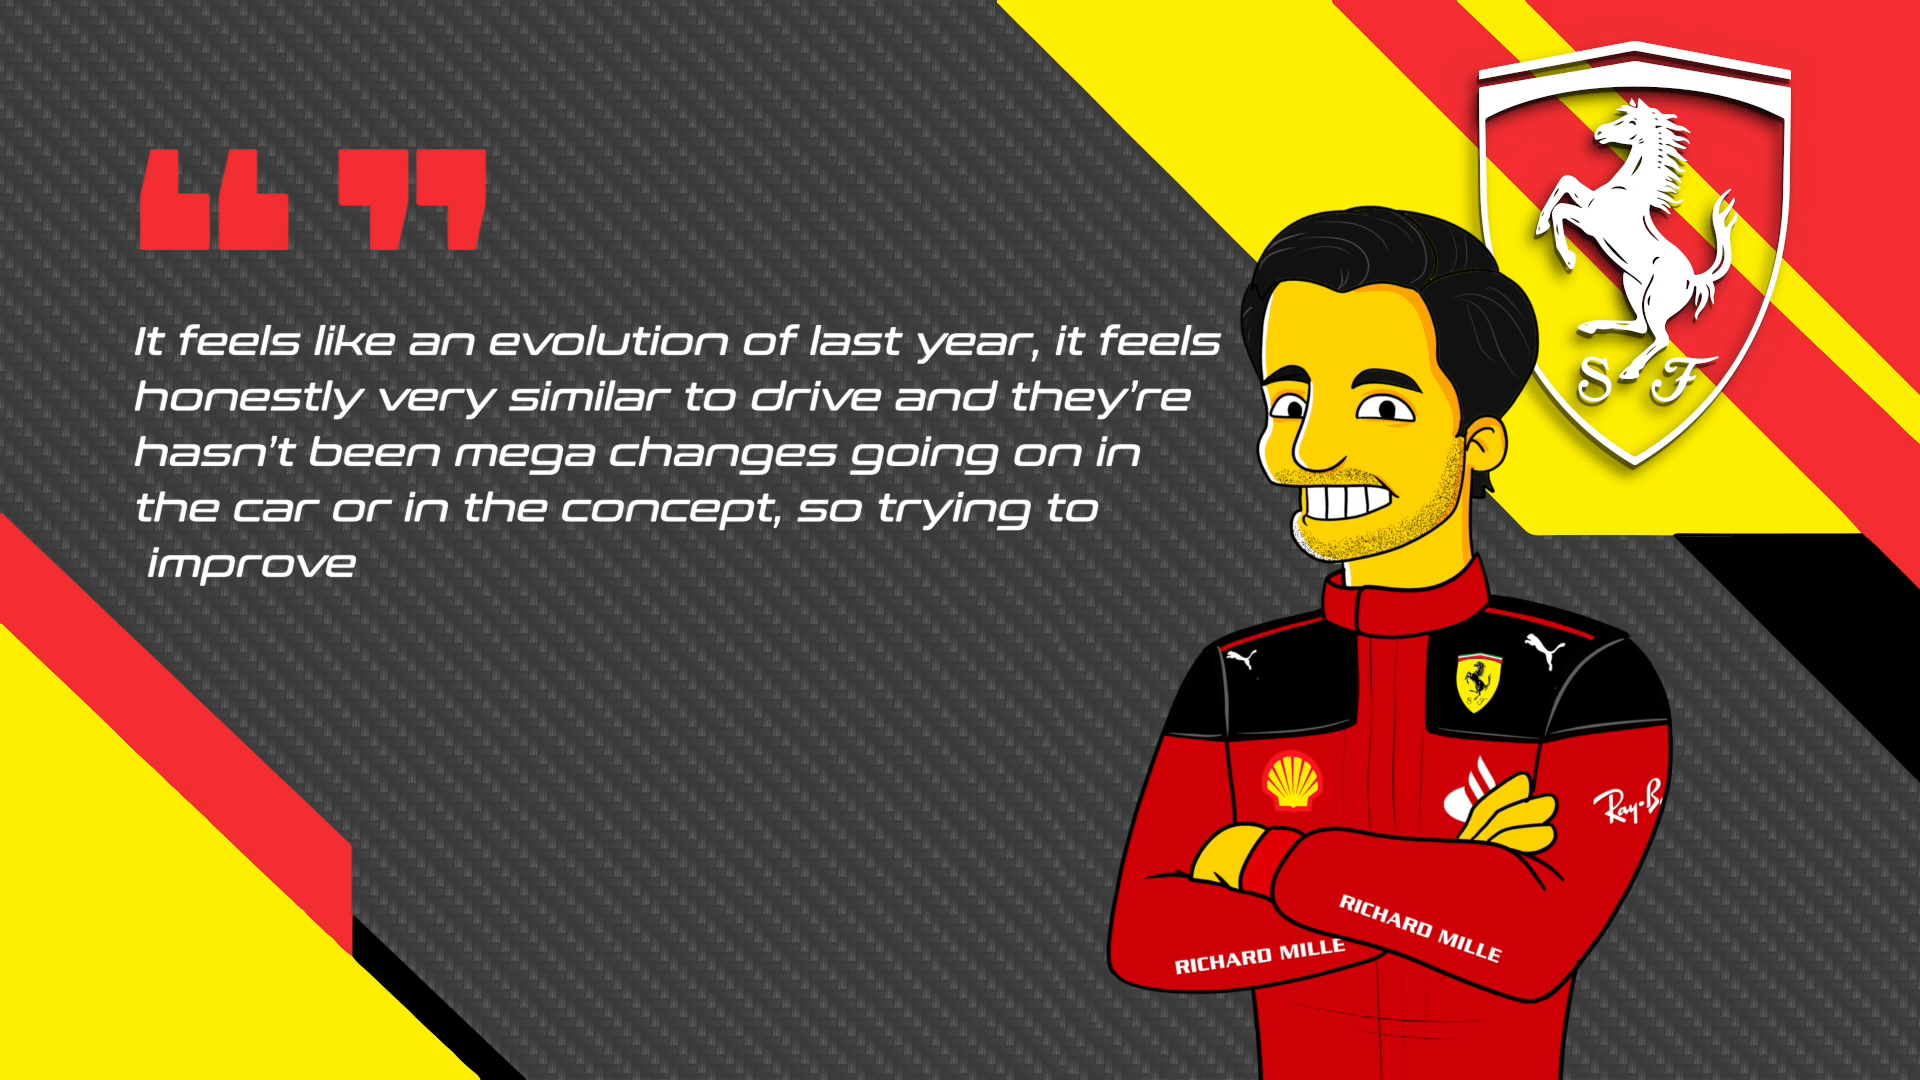 “ ”
It feels like an evolution of last year, it feels
honestly very similar to drive and they’re
hasn’t been mega changes going on in
the car or in the concept, so trying to
improve
S F
S F
Ray-B
RICHARD MILLE
RICHARD MILLE